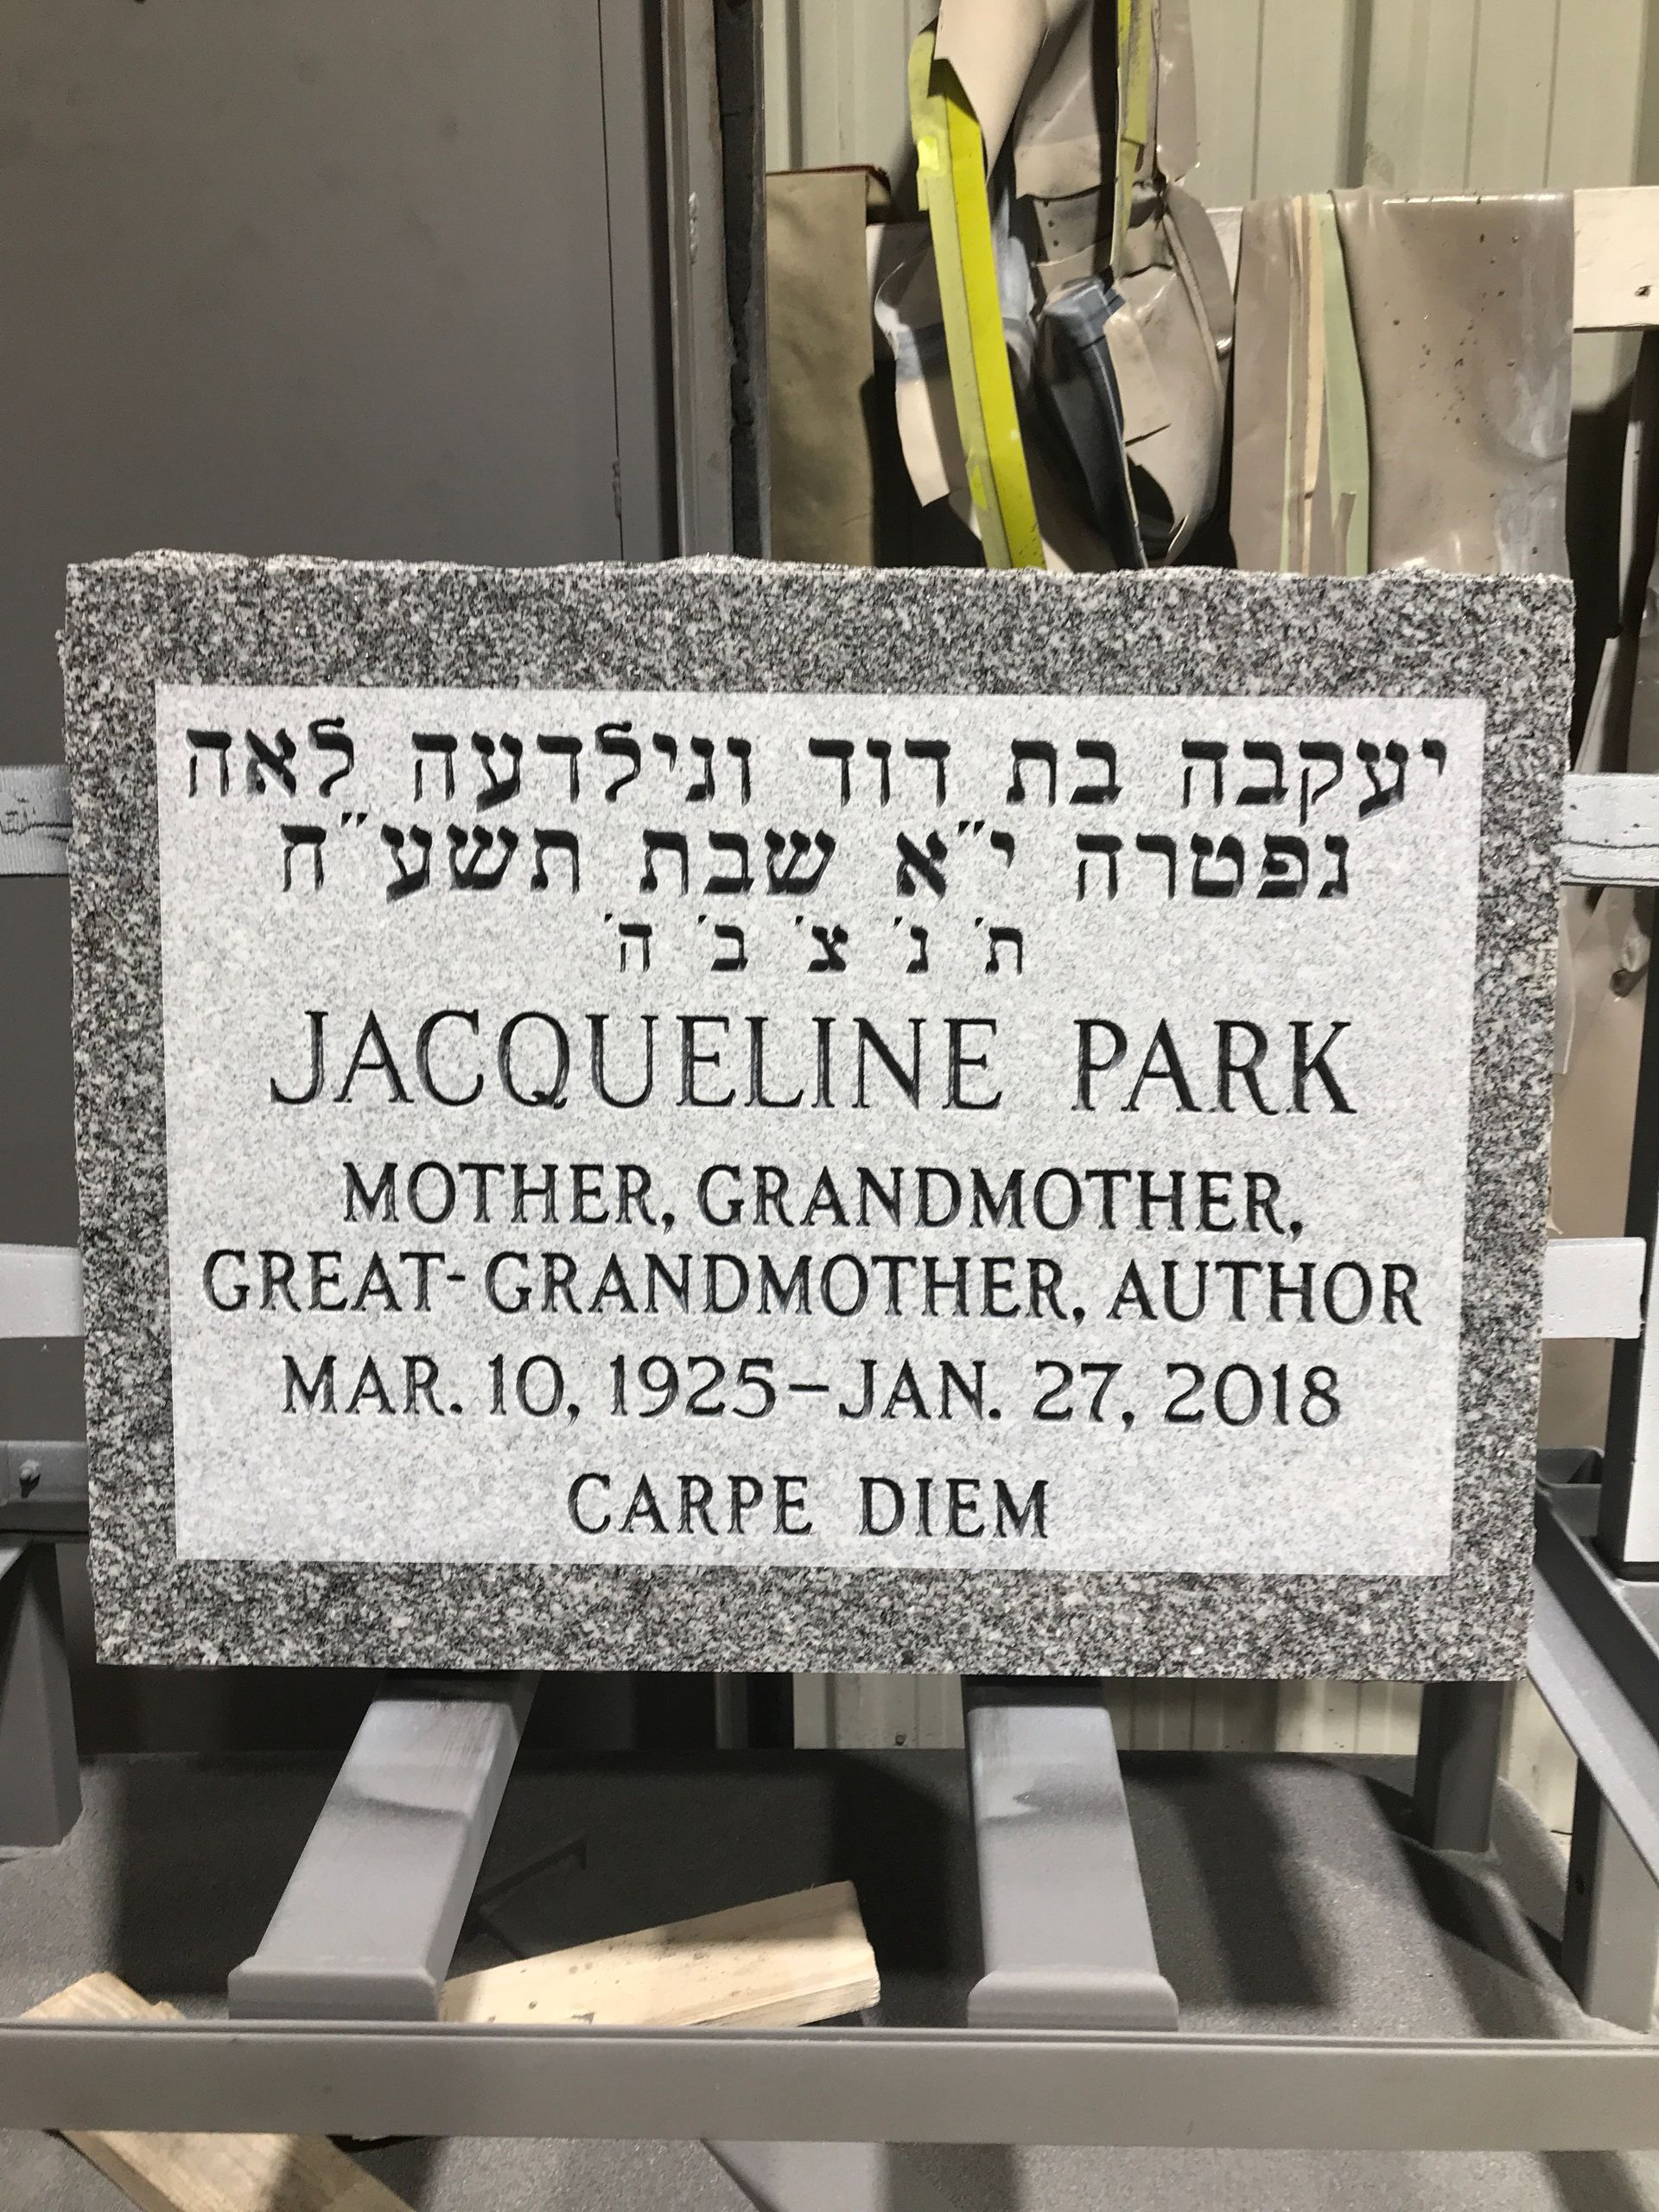 יעקבה בת דוד ונילדעה לאה
נפטרה י״א שבת תשע״ח
ת׳ נ׳ צ׳ ב׳ ה׳
JACQUELINE PARK
MOTHER, GRANDMOTHER,
GREAT-GRANDMOTHER, AUTHOR
MAR. 10, 1925–JAN. 27, 2018
CARPE DIEM